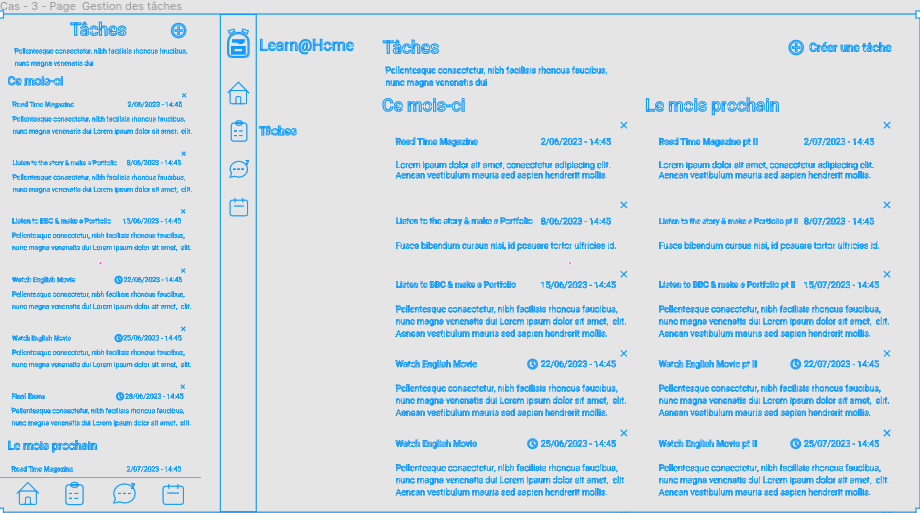 Cas - 3 - Page Gestion des tâches
Tâches
Pellentesque consectetur, nibh facilisis rhoncus faucibus,
nunc magna venenatis dui
Ce mois-ci
Read Time Magazine 2/06/2023 - 14:45
Pellentesque consectetur, nibh facilisis rhoncus faucibus,
nunc magna venenatis dui Lorem ipsum dolor sit amet, elit.
Listen to the story & make a Portfolio 8/06/2023 - 14:45
Pellentesque consectetur, nibh facilisis rhoncus faucibus,
nunc magna venenatis dui Lorem ipsum dolor sit amet, elit.
Listen to BBC & make a Portfolio 15/06/2023 - 14:45
Pellentesque consectetur, nibh facilisis rhoncus faucibus,
nunc magna venenatis dui Lorem ipsum dolor sit amet, elit.
Watch English Movie 22/06/2023 - 14:45
Pellentesque consectetur, nibh facilisis rhoncus faucibus,
nunc magna venenatis dui Lorem ipsum dolor sit amet, elit.
Watch English Movie 25/06/2023 - 14:45
Pellentesque consectetur, nibh facilisis rhoncus faucibus,
nunc magna venenatis dui Lorem ipsum dolor sit amet, elit.
Final Exam 28/06/2023 - 14:45
Pellentesque consectetur, nibh facilisis rhoncus faucibus,
nunc magna venenatis dui Lorem ipsum dolor sit amet, elit.
Le mois prochain
Read Time Magazine 2/07/2023 - 14:45
Learn@Home
Tâches
Tâches
Créer une tâche
Pellentesque consectetur, nibh facilisis rhoncus faucibus,
nunc magna venenatis dui
Ce mois-ci
Read Time Magazine 2/06/2023 - 14:45
Lorem ipsum dolor sit amet, consectetur adipiscing elit.
Aenean vestibulum mauris sed sapien hendrerit mollis.
Listen to the story & make a Portfolio 8/06/2023 - 14:45
Fusce bibendum cursus nisi, id posuere tortor ultricies id.
Listen to BBC & make a Portfolio 15/06/2023 - 14:45
Pellentesque consectetur, nibh facilisis rhoncus faucibus,
nunc magna venenatis dui Lorem ipsum dolor sit amet, elit.
Aenean vestibulum mauris sed sapien hendrerit mollis.
Watch English Movie 22/06/2023 - 14:45
Pellentesque consectetur, nibh facilisis rhoncus faucibus,
nunc magna venenatis dui Lorem ipsum dolor sit amet, elit.
Aenean vestibulum mauris sed sapien hendrerit mollis.
Watch English Movie 25/06/2023 - 14:45
Pellentesque consectetur, nibh facilisis rhoncus faucibus,
nunc magna venenatis dui Lorem ipsum dolor sit amet, elit.
Aenean vestibulum mauris sed sapien hendrerit mollis.
Le mois prochain
Read Time Magazine pt II 2/07/2023 - 14:45
Lorem ipsum dolor sit amet, consectetur adipiscing elit.
Aenean vestibulum mauris sed sapien hendrerit mollis.
Listen to the story & make a Portfolio pt II 8/07/2023 - 14:45
Fusce bibendum cursus nisi, id posuere tortor ultricies id.
Listen to BBC & make a Portfolio pt II 15/07/2023 - 14:45
Pellentesque consectetur, nibh facilisis rhoncus faucibus,
nunc magna venenatis dui Lorem ipsum dolor sit amet, elit.
Aenean vestibulum mauris sed sapien hendrerit mollis.
Watch English Movie pt II 22/07/2023 - 14:45
Pellentesque consectetur, nibh facilisis rhoncus faucibus,
nunc magna venenatis dui Lorem ipsum dolor sit amet, elit.
Aenean vestibulum mauris sed sapien hendrerit mollis.
Watch English Movie pt II 25/07/2023 - 14:45
Pellentesque consectetur, nibh facilisis rhoncus faucibus,
nunc magna venenatis dui Lorem ipsum dolor sit amet, elit.
Aenean vestibulum mauris sed sapien hendrerit mollis.